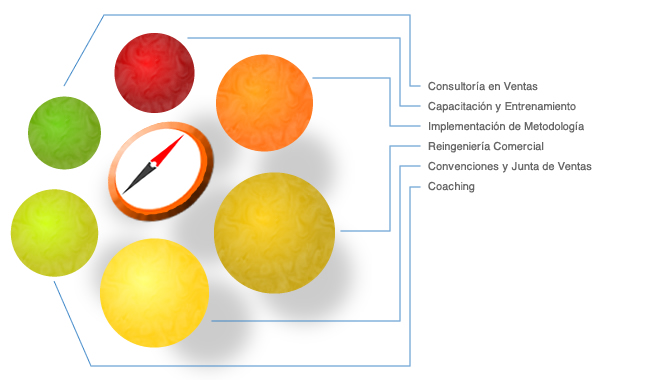 Consultoría en Ventas
Capacitación y Entrenamiento
Implementación de Metodología
Reingeniería Comercial
Convenciones y Junta de Ventas
Coaching